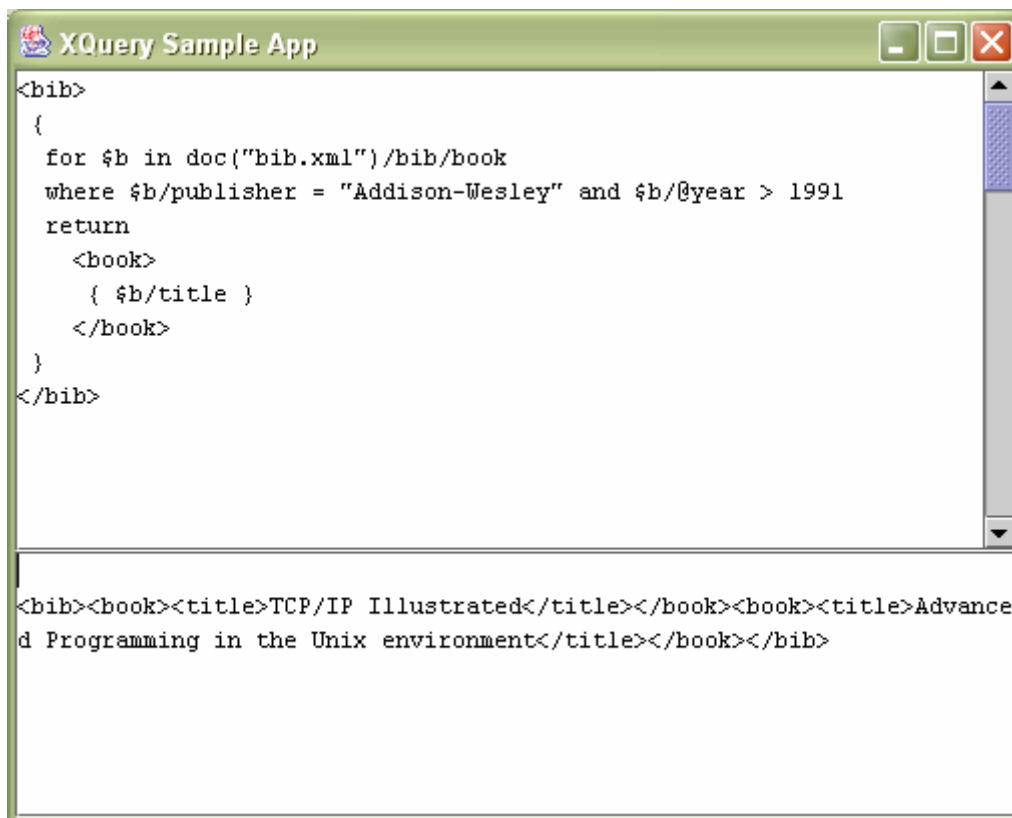 XQuery Sample App
<bib>
 {
  for $b in doc("bib.xml")/bib/book
  where $b/publisher = "Addison-Wesley" and $b/@year > 1991
  return
    <book>
     { $b/title }
    </book>
 }
</bib>
<bib><book><title>TCP/IP Illustrated</title></book><book><title>Advance
d Programming in the Unix environment</title></book></bib>